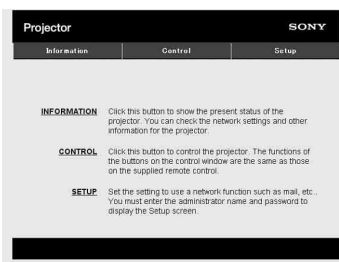 Projector SONY
Information Control Setup
INFORMATION Click this button to show the present status of the
projector. You can check the network settings and other
information for the projector.
CONTROL Click this button to control the projector. The functions of
the buttons on the control window are the same as those
on the supplied remote control.
SETUP Set the setting to use a network function such as mail, etc..
You must enter the administrator name and password to
display the Setup screen.